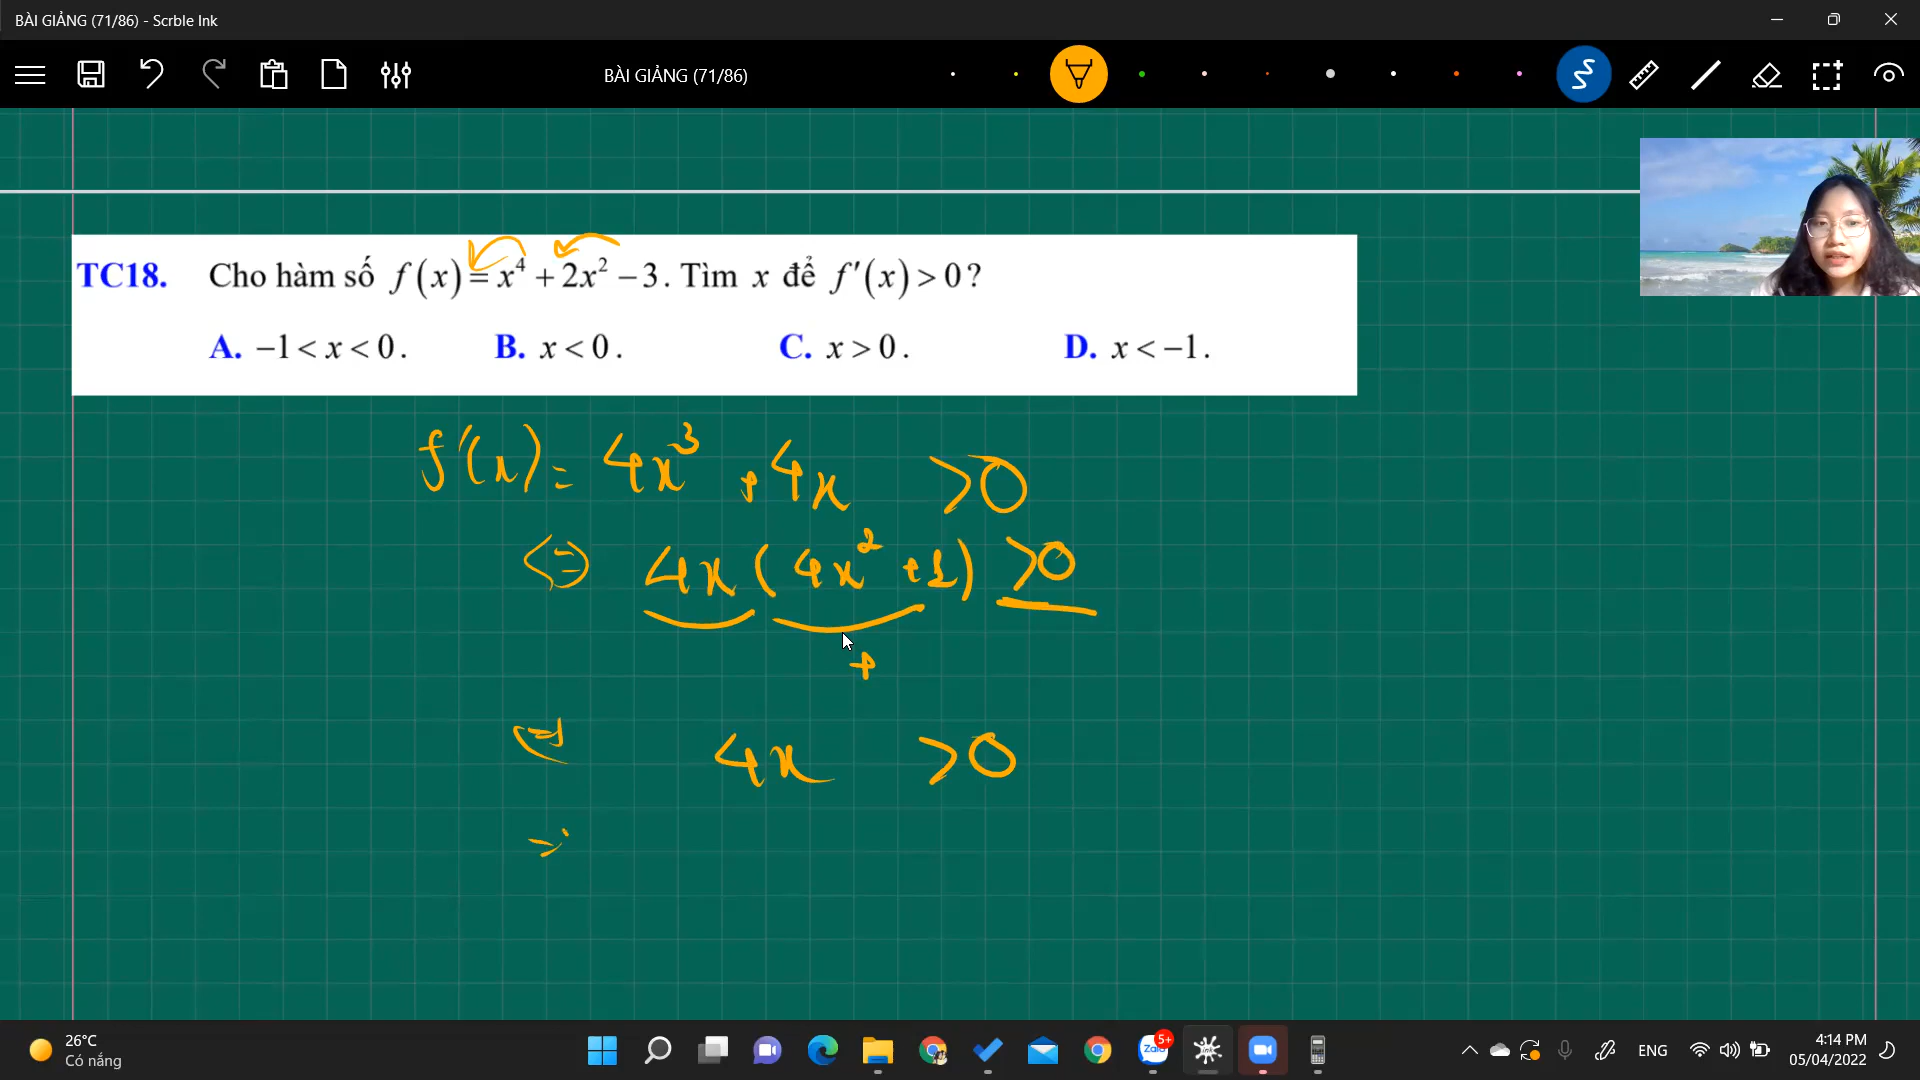 BÀI GIẢNG (71/86) - Scrble Ink
BÀI GIẢNG (71/86)
TC18. Cho hàm số f(x) = x⁴ + 2x² − 3. Tìm x để f′(x) > 0?
A. −1 < x < 0. B. x < 0. C. x > 0. D. x < −1.
f'(x) = 4x³ + 4x > 0
⇔ 4x(4x² + 1) > 0
+
⇔ 4x > 0
26°C
Có nắng
Zalo
5+
ENG
4:14 PM
05/04/2022